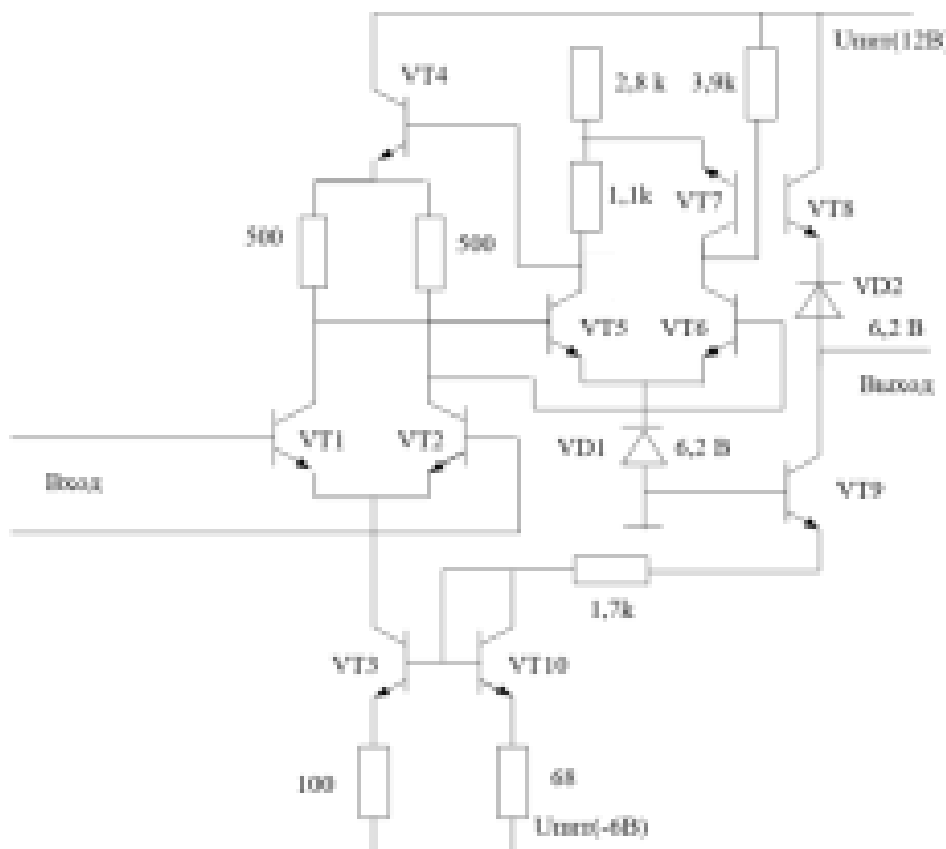 Uпит(12В)
VT4
2,8 k
3,9k
1,1k
VT7
VT8
500
500
VD2
6,2 В
VT5
VT6
Выход
VT1
VT2
VD1
6,2 В
VT9
Вход
1,7k
VT3
VT10
100
68
Uпит(-6В)